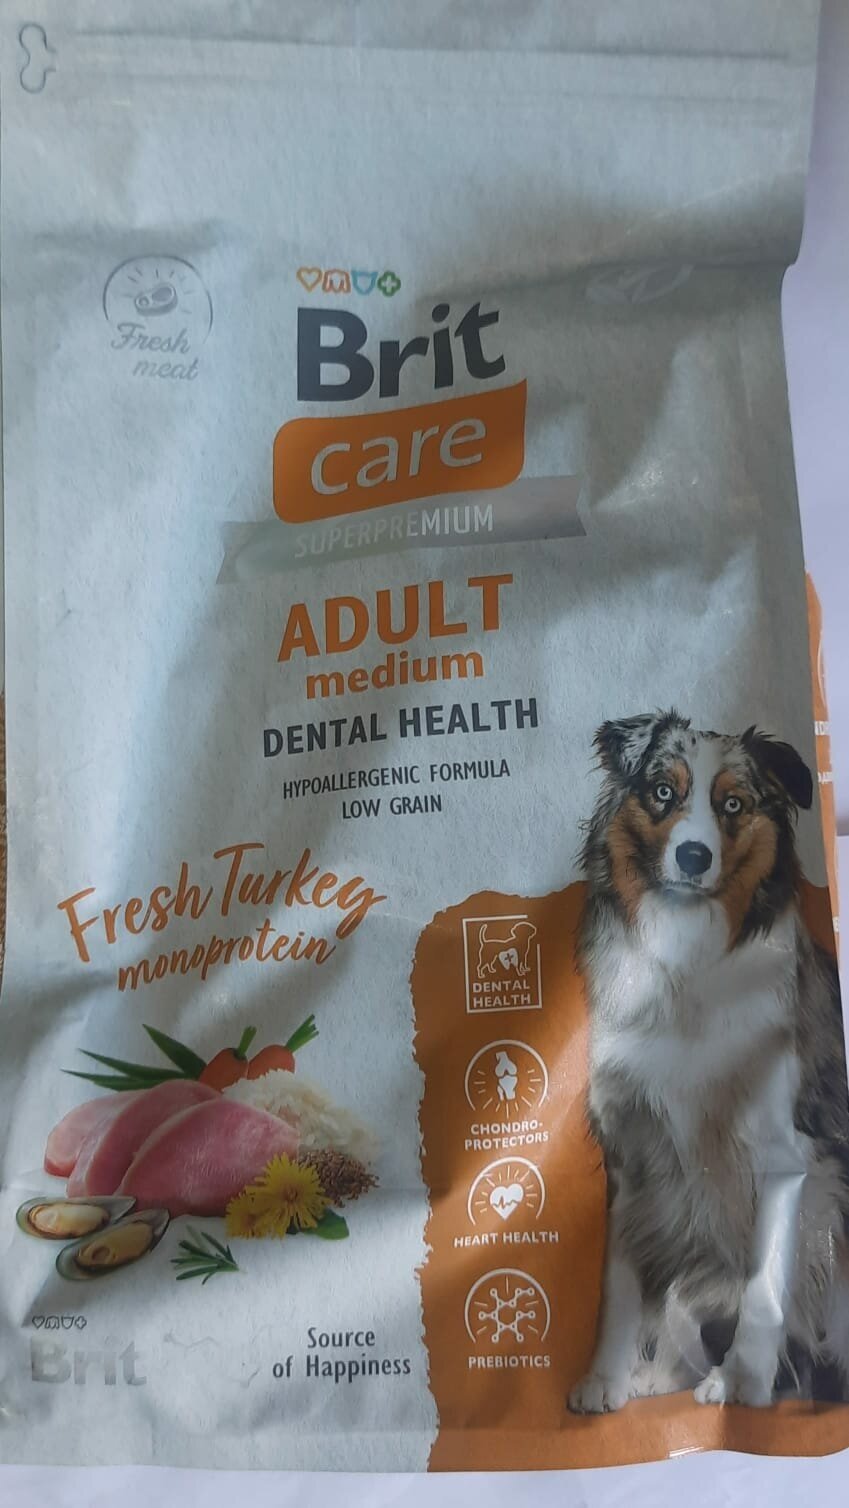 Fresh
meat
Brit
care
SUPERPREMIUM
ADULT
medium
DENTAL HEALTH
HYPOALLERGENIC FORMULA
LOW GRAIN
Fresh Turkey
monoprotein
DENTAL
HEALTH
CHONDRO-
PROTECTORS
HEART HEALTH
PREBIOTICS
Brit
Source
of Happiness